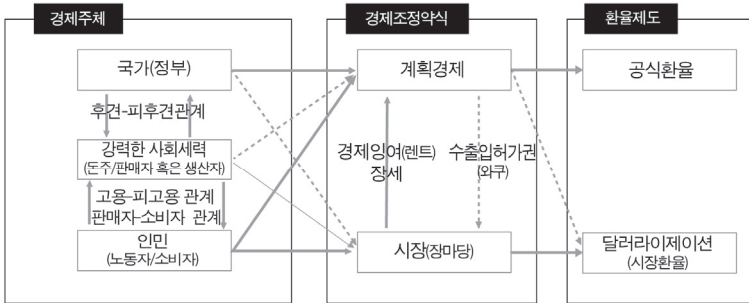 경제주체
국가(정부)
후견-피후견관계
강력한 사회세력
(돈주/판매자 혹은 생산자)
고용-피고용 관계
판매자-소비자 관계
인민
(노동자/소비자)
경제조정약식
계획경제
경제잉여(렌트)
장세
수출입허가권
(와쿠)
시장(장마당)
환율제도
공식환율
달러라이제이션
(시장환율)